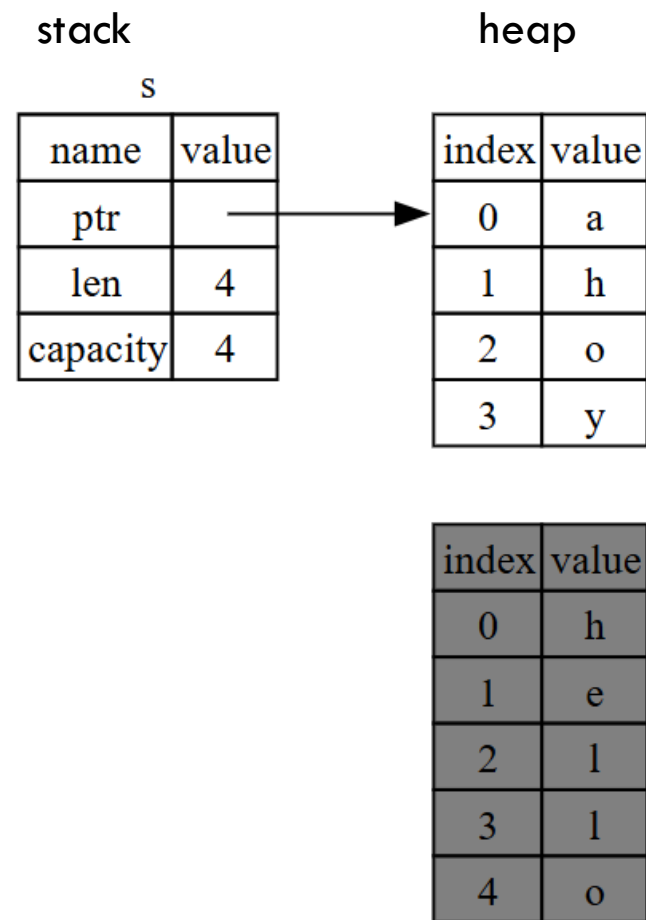 stack heap
s
name value
ptr
len 4
capacity 4
index value
0 a
1 h
2 o
3 y
index value
0 h
1 e
2 l
3 l
4 o